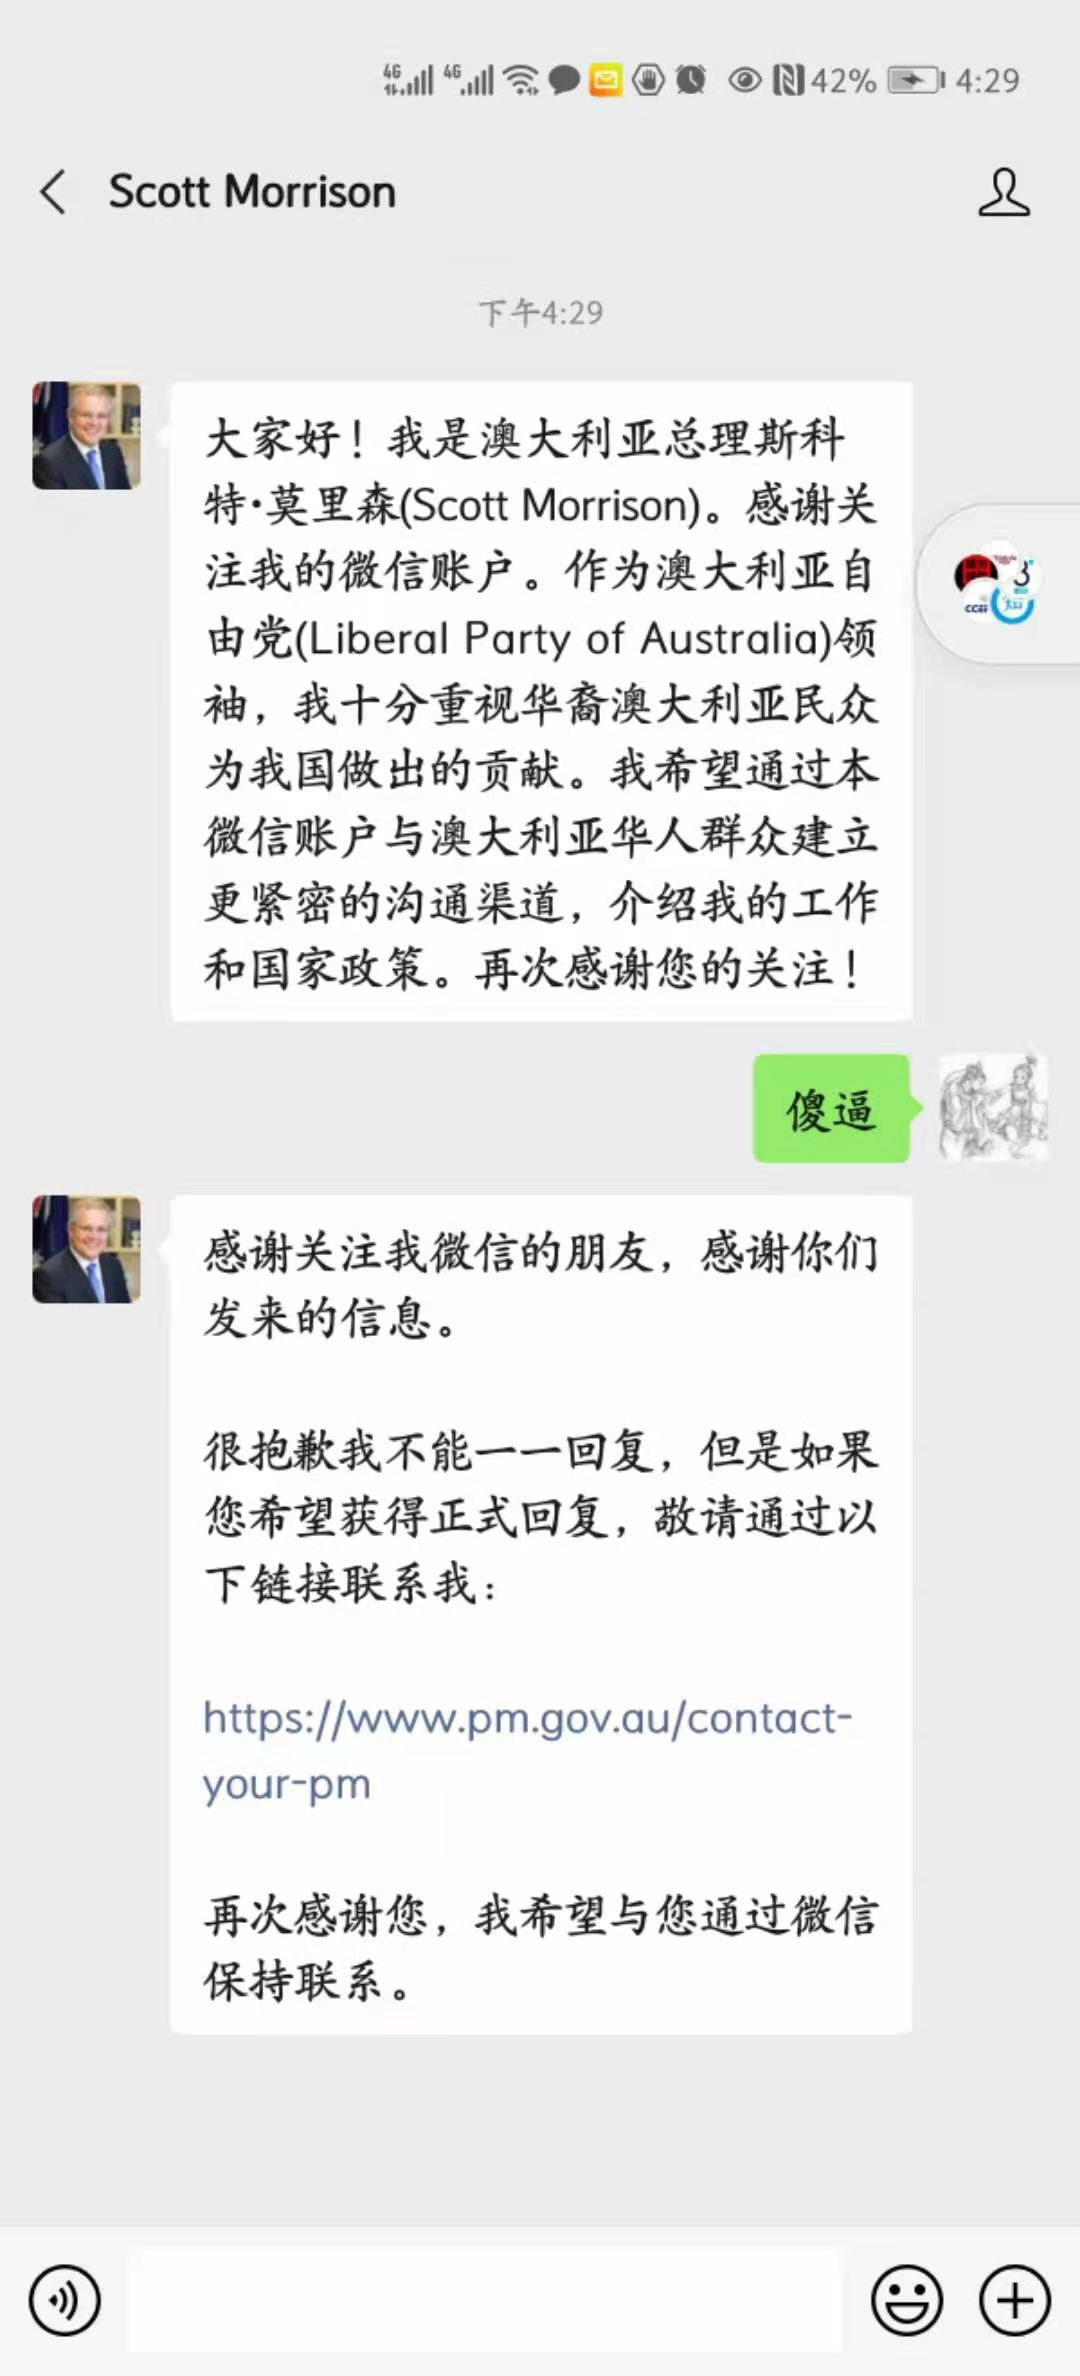 4G 4G 42% 4:29
Scott Morrison
下午4:29
大家好！我是澳大利亚总理斯科
特·莫里森(Scott Morrison)。感谢关
注我的微信账户。作为澳大利亚自
由党(Liberal Party of Australia)领
袖，我十分重视华裔澳大利亚民众
为我国做出的贡献。我希望通过本
微信账户与澳大利亚华人群众建立
更紧密的沟通渠道，介绍我的工作
和国家政策。再次感谢您的关注！
傻逼
感谢关注我微信的朋友，感谢你们
发来的信息。
很抱歉我不能一一回复，但是如果
您希望获得正式回复，敬请通过以
下链接联系我：
https://www.pm.gov.au/contact-
your-pm
再次感谢您，我希望与您通过微信
保持联系。